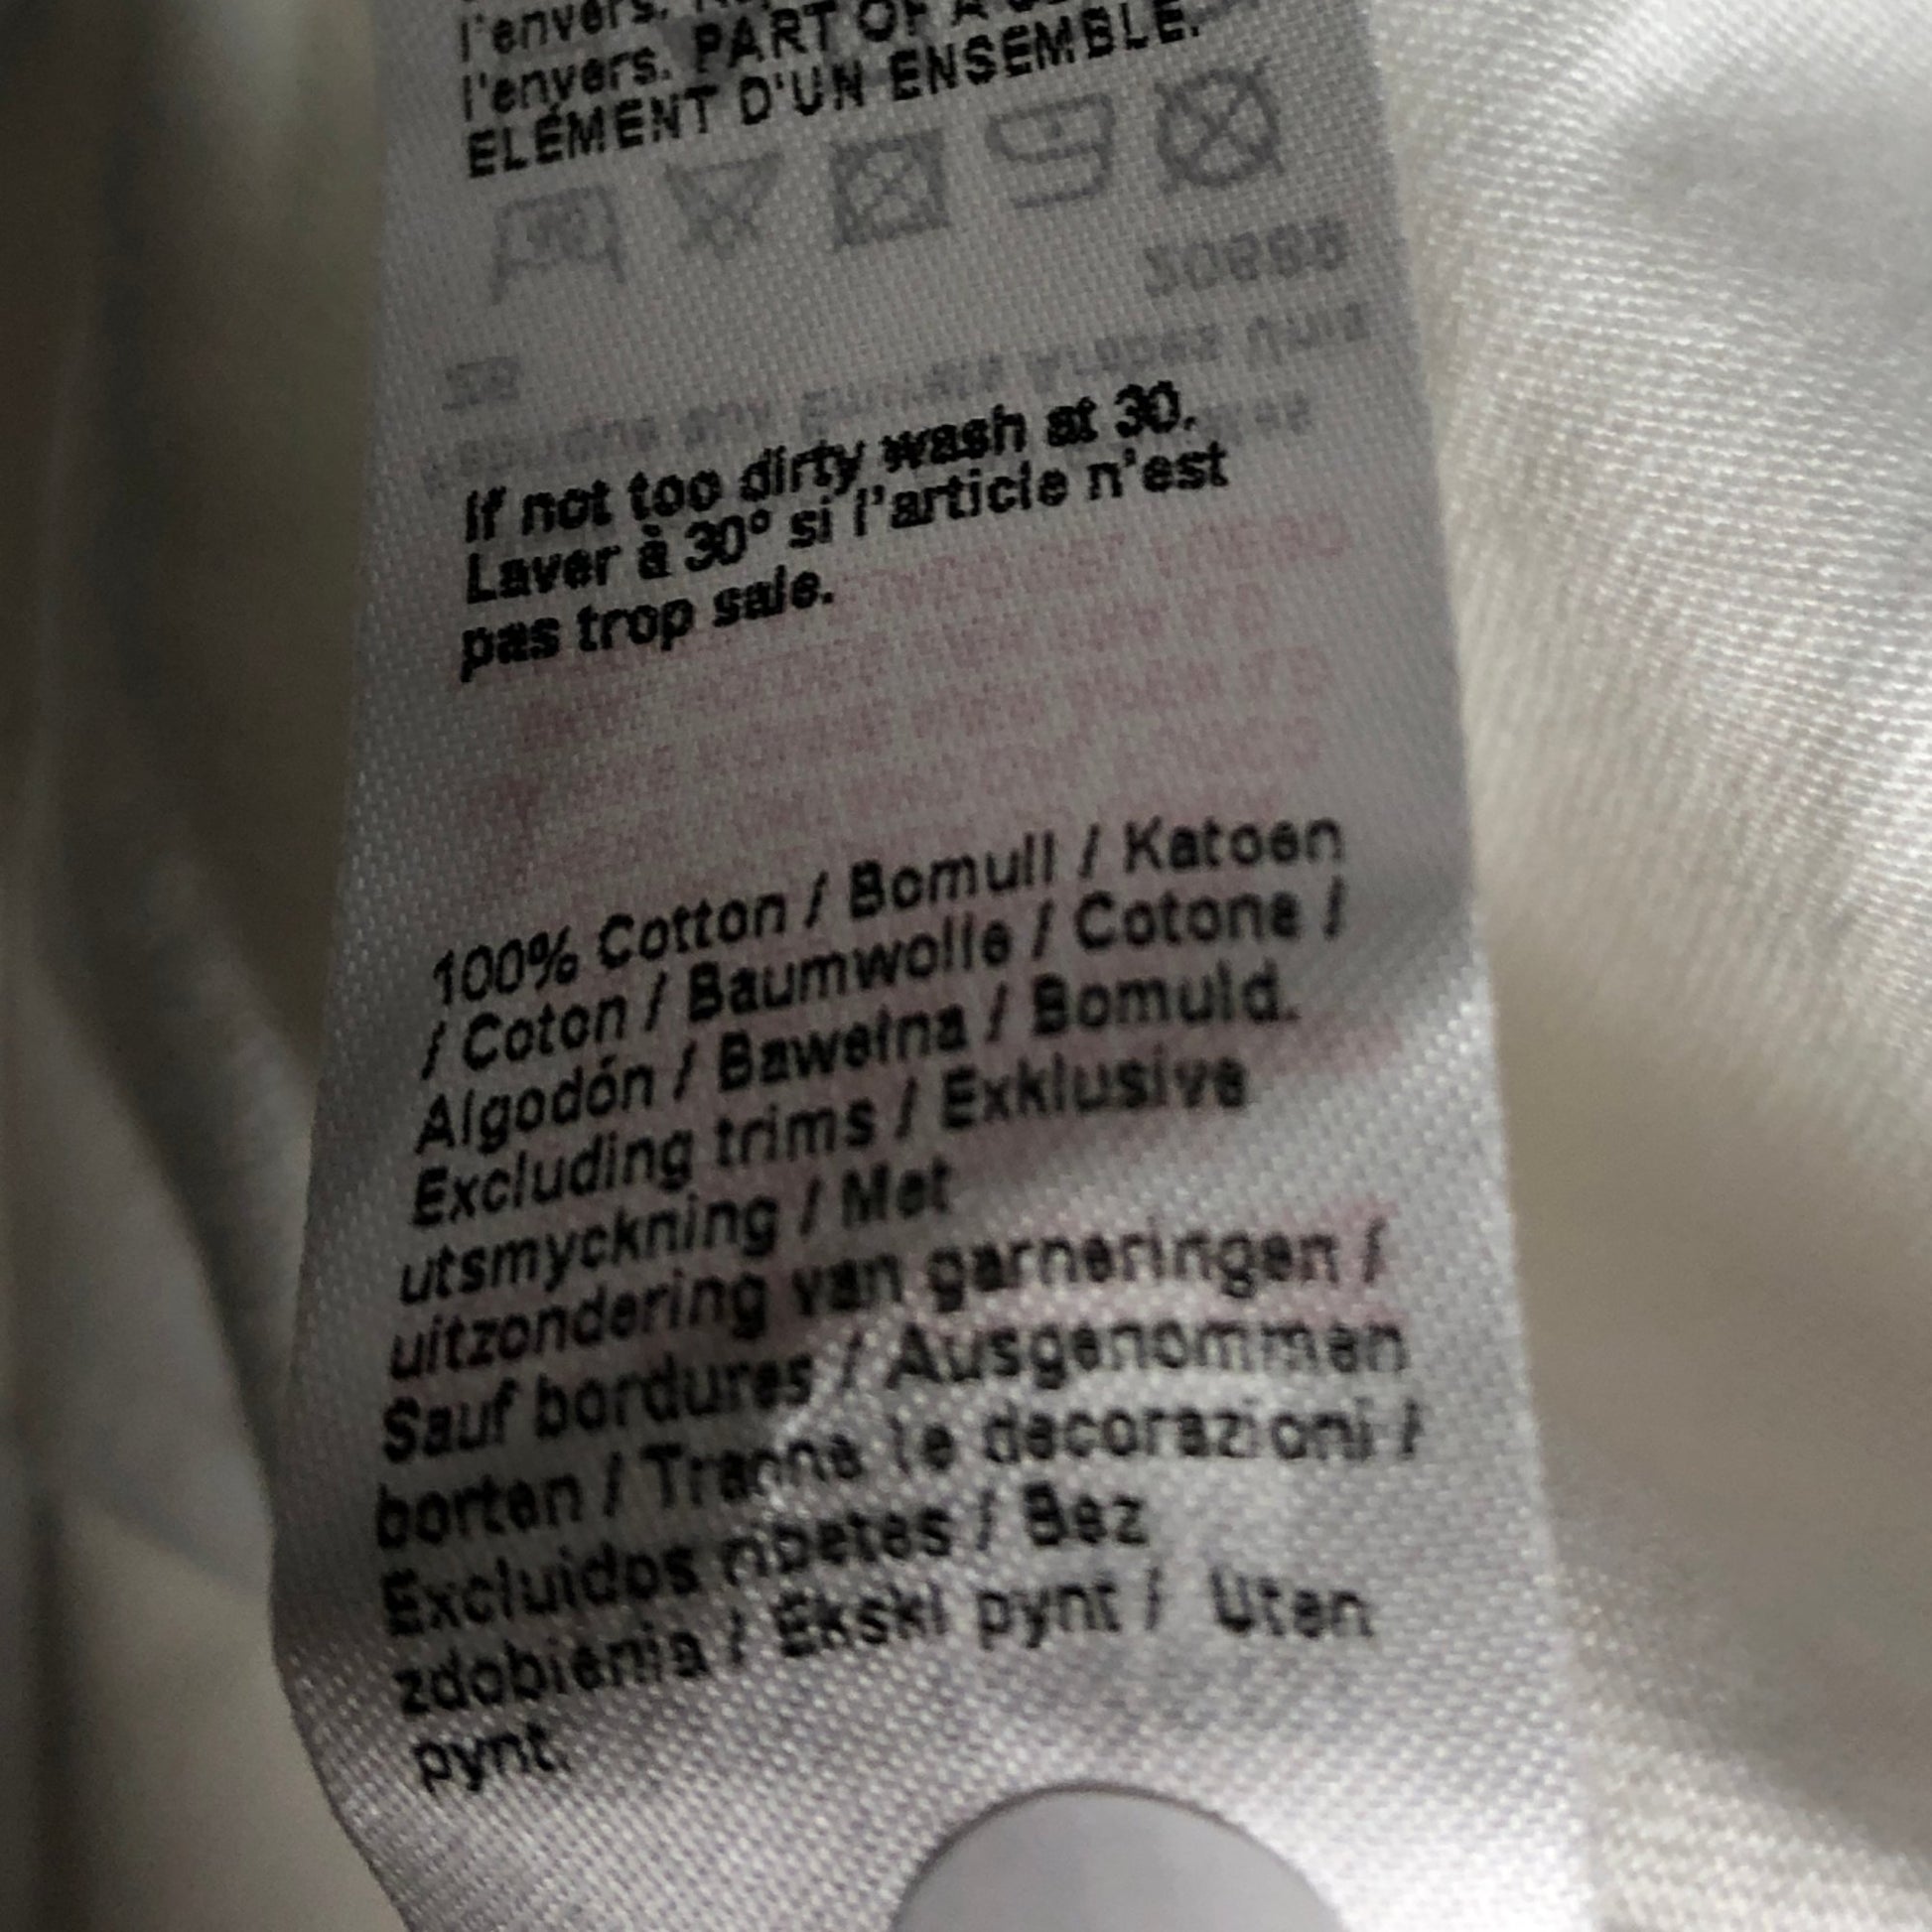 l'envers.
l'envers. PART OF A
ELÉMENT D'UN ENSEMBLE.
If not too dirty wash at 30.
Laver à 30° si l'article n'est
pas trop sale.
100% Cotton / Bomull / Katoen
/ Coton / Baumwolle / Cotone /
Algodón / Bawełna / Bomuld.
Excluding trims / Exklusive
utsmyckning / Met
uitzondering van garneringen /
Sauf bordures / Ausgenommen
borten / Tranne le decorazioni /
Excluidos ribetes / Bez
zdobienia / Ekskl pynt / Uten
pynt.